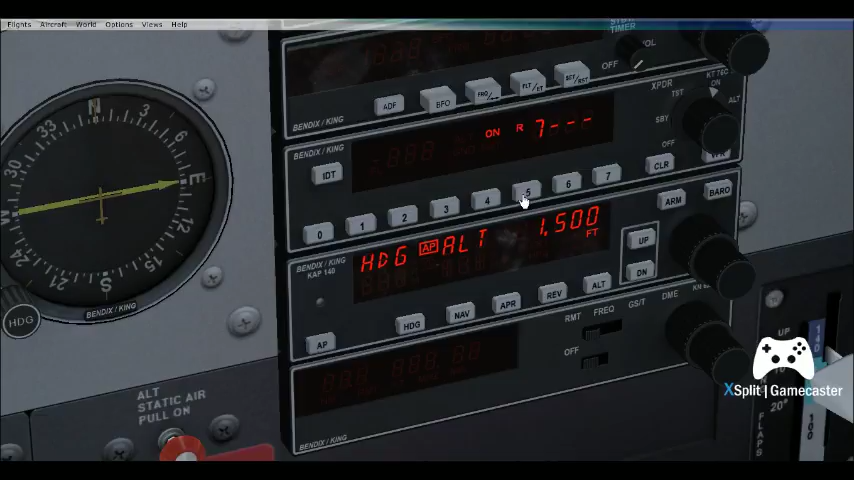 Flights Aircraft World Options Views Help
TIMER
VOL
OFF
ADF
BFO
FRQ
FLT/ET
SET/RST
BENDIX/KING
XPDR
KT 76C
TST
ON
ALT
SBY
OFF
IDT
ON R 7---
0 1 2 3 4 5 6 7
CLR
VFR
BENDIX/KING
BENDIX/KING
KAP 140
HDG AP ALT 1,500
FT
ARM
BARO
UP
DN
AP
HDG
NAV
APR
REV
ALT
RMT
FREQ
GS/T
DME
OFF
BENDIX/KING
N
3
6
E
12
15
S
21
24
W
30
33
BENDIX/KING
HDG
ALT
STATIC AIR
PULL ON
UP
140
20°
FLAPS
100
XSplit | Gamecaster